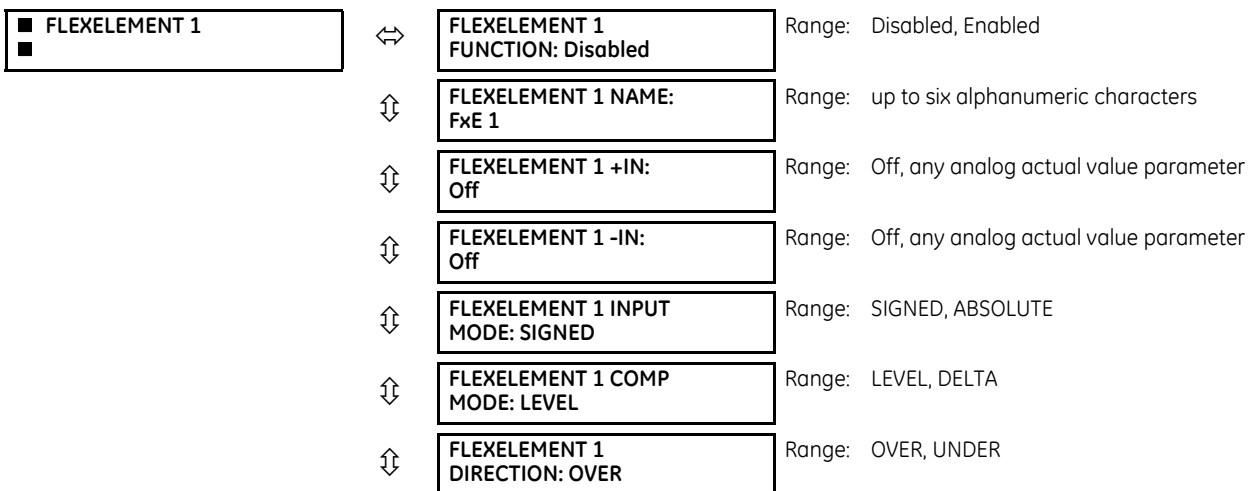 ■ FLEXELEMENT 1
■
FLEXELEMENT 1
FUNCTION: Disabled
Range: Disabled, Enabled
FLEXELEMENT 1 NAME:
FxE 1
Range: up to six alphanumeric characters
FLEXELEMENT 1 +IN:
Off
Range: Off, any analog actual value parameter
FLEXELEMENT 1 -IN:
Off
Range: Off, any analog actual value parameter
FLEXELEMENT 1 INPUT
MODE: SIGNED
Range: SIGNED, ABSOLUTE
FLEXELEMENT 1 COMP
MODE: LEVEL
Range: LEVEL, DELTA
FLEXELEMENT 1
DIRECTION: OVER
Range: OVER, UNDER